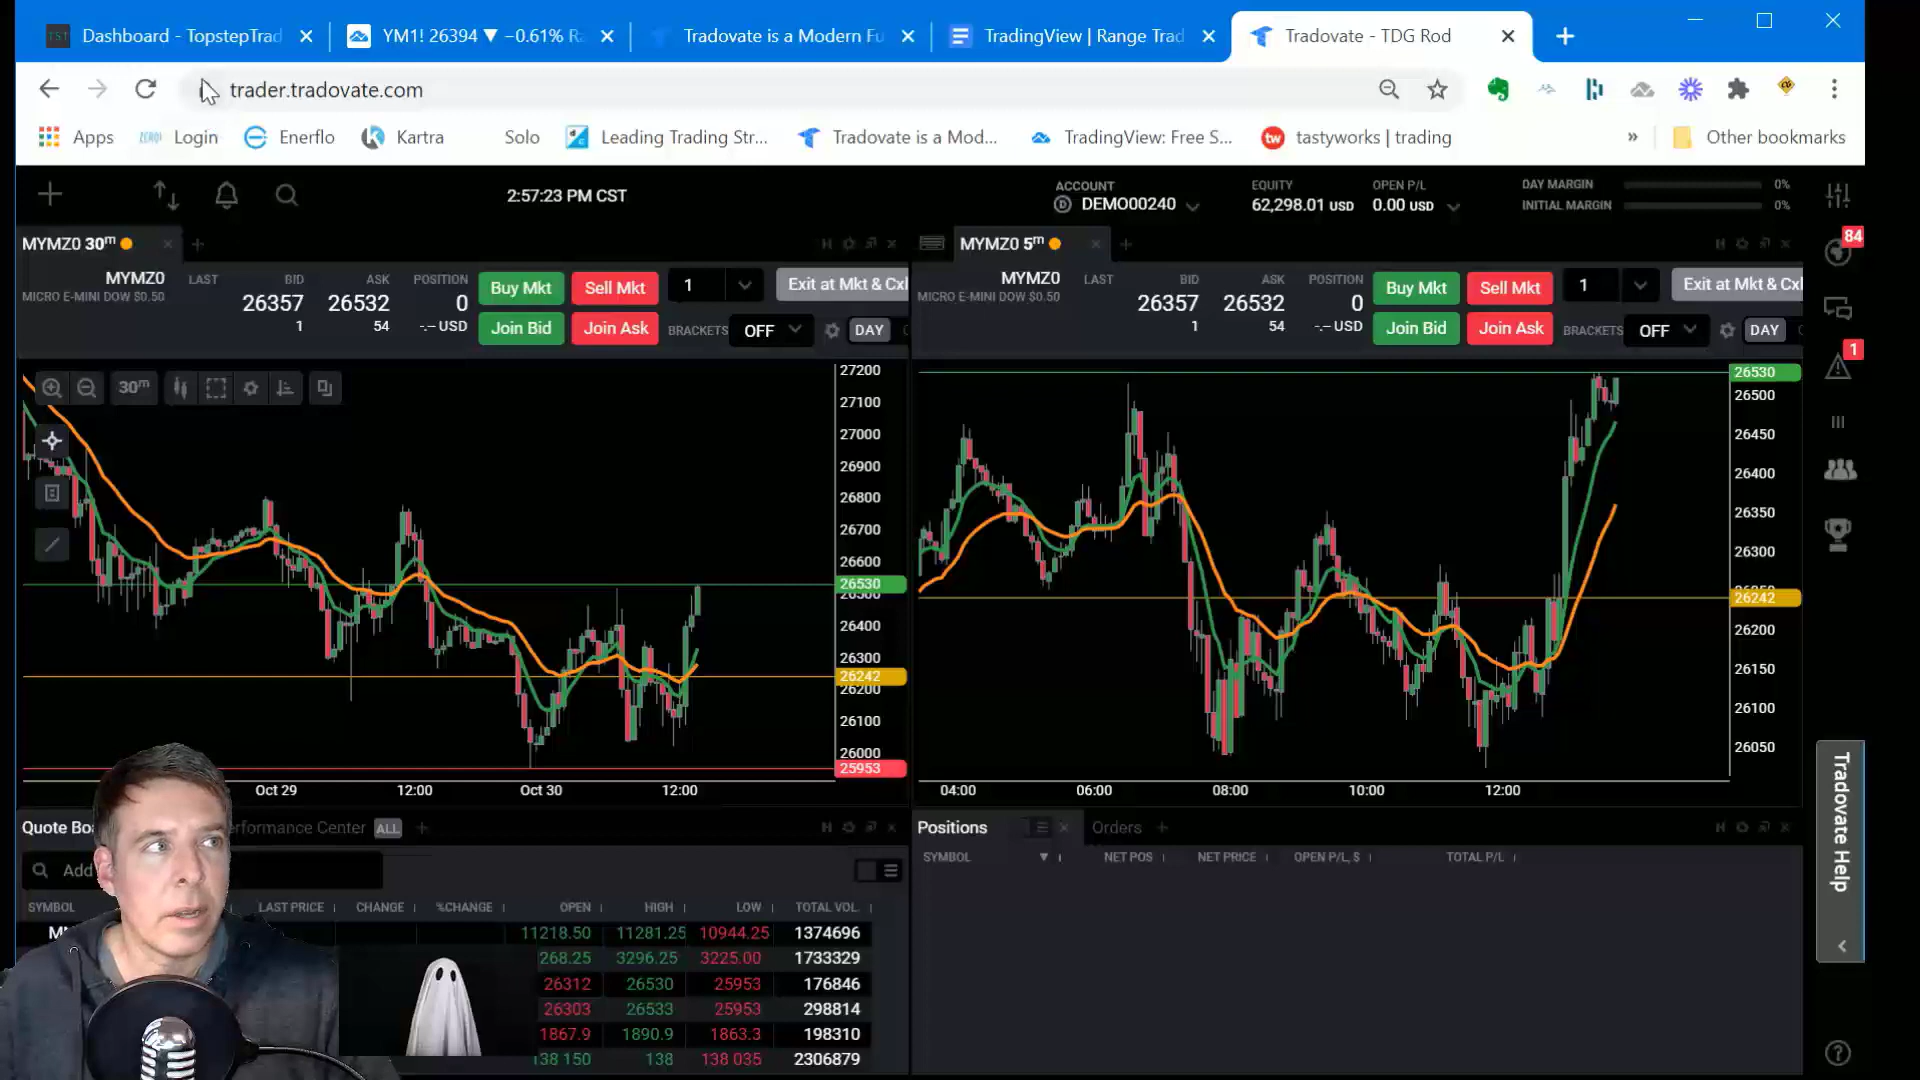 TST Dashboard - TopstepTrad
YM1! 26394 ▼ −0.61% Ra
Tradovate is a Modern Fu
TradingView | Range Trad
Tradovate - TDG Rod
trader.tradovate.com
Apps
Login
Enerflo
Kartra
Solo
Leading Trading Str...
Tradovate is a Mod...
TradingView: Free S...
tw tastyworks | trading
»
Other bookmarks
2:57:23 PM CST
ACCOUNT
D DEMO00240
EQUITY
62,298.01 USD
OPEN P/L
0.00 USD
DAY MARGIN 0%
INITIAL MARGIN 0%
84
1
MYMZ0 30m
MYMZ0
MICRO E-MINI DOW $0.50
LAST
BID
26357
1
ASK
26532
54
POSITION
0
-.-- USD
Buy Mkt
Sell Mkt
1
Exit at Mkt & Cxl
Join Bid
Join Ask
BRACKETS OFF
DAY
30m
27200
27100
27000
26900
26800
26700
26600
26530
26500
26400
26300
26242
26200
26100
26000
25953
Oct 29
12:00
Oct 30
12:00
MYMZ0 5m
MYMZ0
MICRO E-MINI DOW $0.50
LAST
BID
26357
1
ASK
26532
54
POSITION
0
-.-- USD
Buy Mkt
Sell Mkt
1
Exit at Mkt & Cxl
Join Bid
Join Ask
BRACKETS OFF
DAY
26530
26500
26450
26400
26350
26300
26242
26200
26150
26100
26050
04:00
06:00
08:00
10:00
12:00
Quote Bo
erformance Center ALL
Add
SYMBOL LAST PRICE CHANGE %CHANGE OPEN HIGH LOW TOTAL VOL.
11218.50 11281.25 10944.25 1374696
268.25 3296.25 3225.00 1733329
26312 26530 25953 176846
26303 26533 25953 298814
1867.9 1890.9 1863.3 198310
138 150 138 138 035 2306879
Positions
Orders
SYMBOL NET POS NET PRICE OPEN P/L, $ TOTAL P/L
Tradovate Help